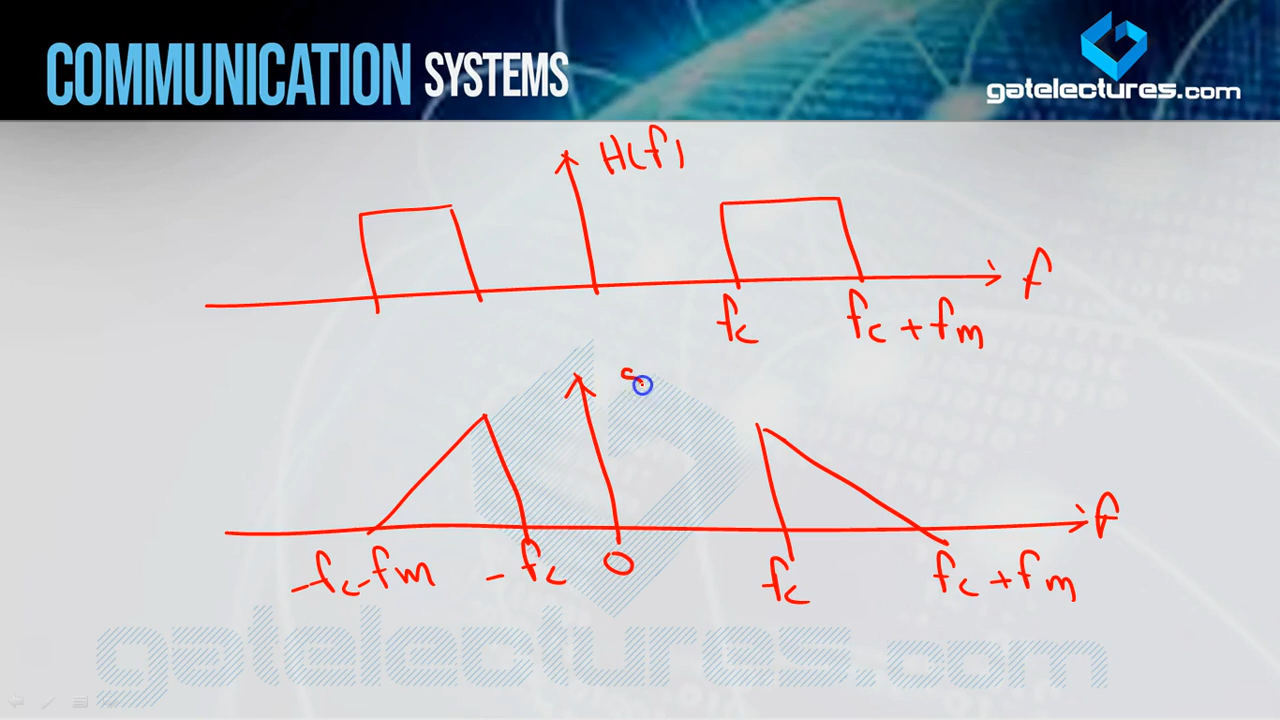 COMMUNICATION SYSTEMS
gatelectures.com
H(f)
f
fc
fc + fm
s
f
-fc-fm
-fc
0
fc
fc + fm
gatelectures.com